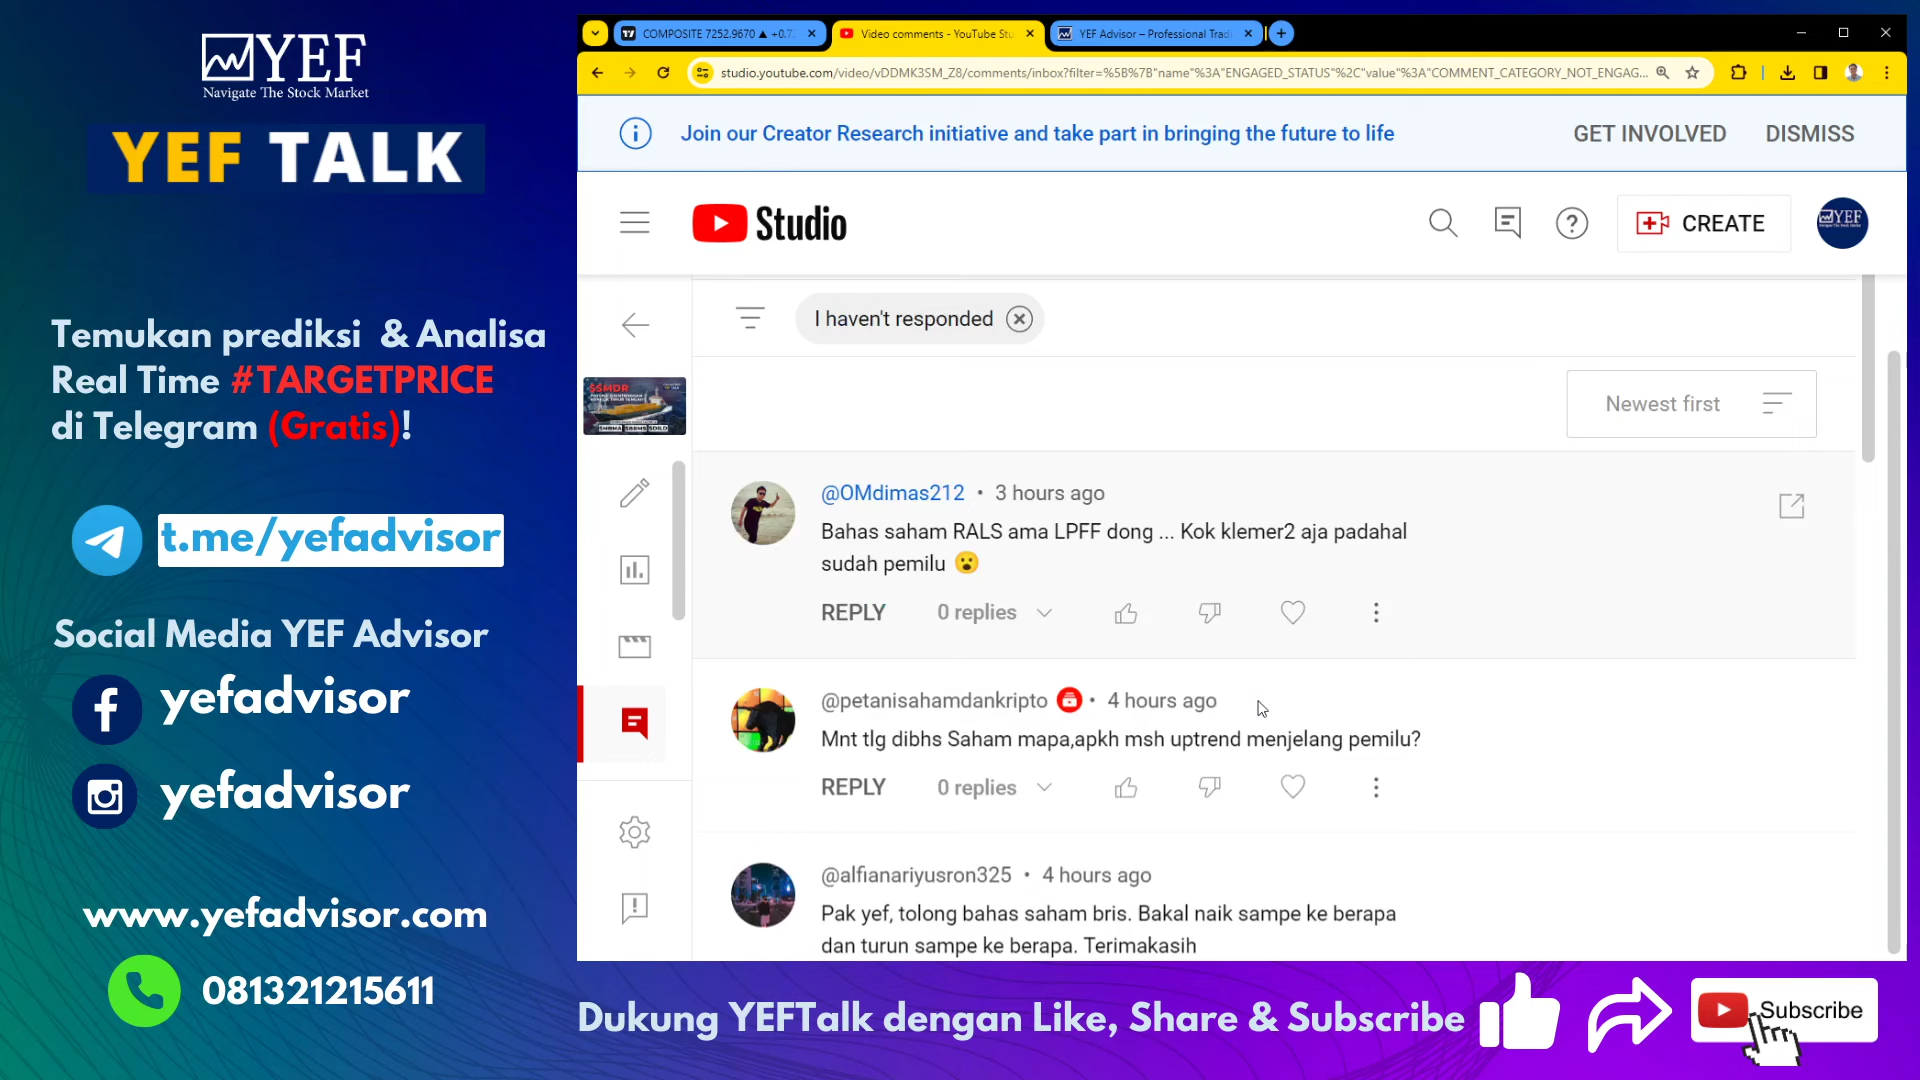 YEF
Navigate The Stock Market
YEF TALK
Temukan prediksi & Analisa
Real Time #TARGETPRICE
di Telegram (Gratis)!
t.me/yefadvisor
Social Media YEF Advisor
yefadvisor
yefadvisor
www.yefadvisor.com
081321215611
COMPOSITE 7252.9670 ▲ +0.7
Video comments - YouTube Stu
YEF Advisor – Professional Tradi
studio.youtube.com/video/vDDMK3SM_Z8/comments/inbox?filter=%5B%7B"name"%3A"ENGAGED_STATUS"%2C"value"%3A"COMMENT_CATEGORY_NOT_ENGAG...
Join our Creator Research initiative and take part in bringing the future to life
GET INVOLVED
DISMISS
Studio
CREATE
YEF
I haven't responded
Newest first
@OMdimas212 • 3 hours ago
Bahas saham RALS ama LPFF dong ... Kok klemer2 aja padahal
sudah pemilu 😮
REPLY
0 replies
@petanisahamdankripto • 4 hours ago
Mnt tlg dibhs Saham mapa,apkh msh uptrend menjelang pemilu?
REPLY
0 replies
@alfianariyusron325 • 4 hours ago
Pak yef, tolong bahas saham bris. Bakal naik sampe ke berapa
dan turun sampe ke berapa. Terimakasih
Dukung YEFTalk dengan Like, Share & Subscribe
Subscribe